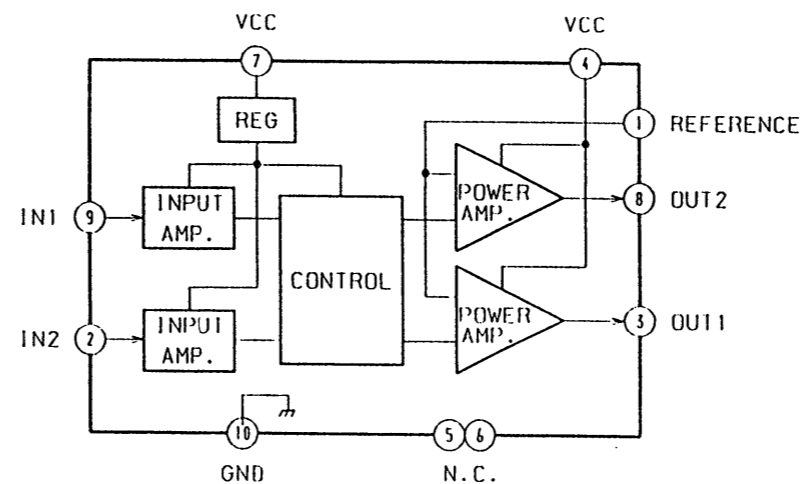 VCC
VCC
7
4
REG
1
REFERENCE
IN1
9
INPUT
AMP.
POWER
AMP.
8
OUT2
CONTROL
IN2
2
INPUT
AMP.
POWER
AMP.
3
OUT1
10
5
6
GND
N.C.